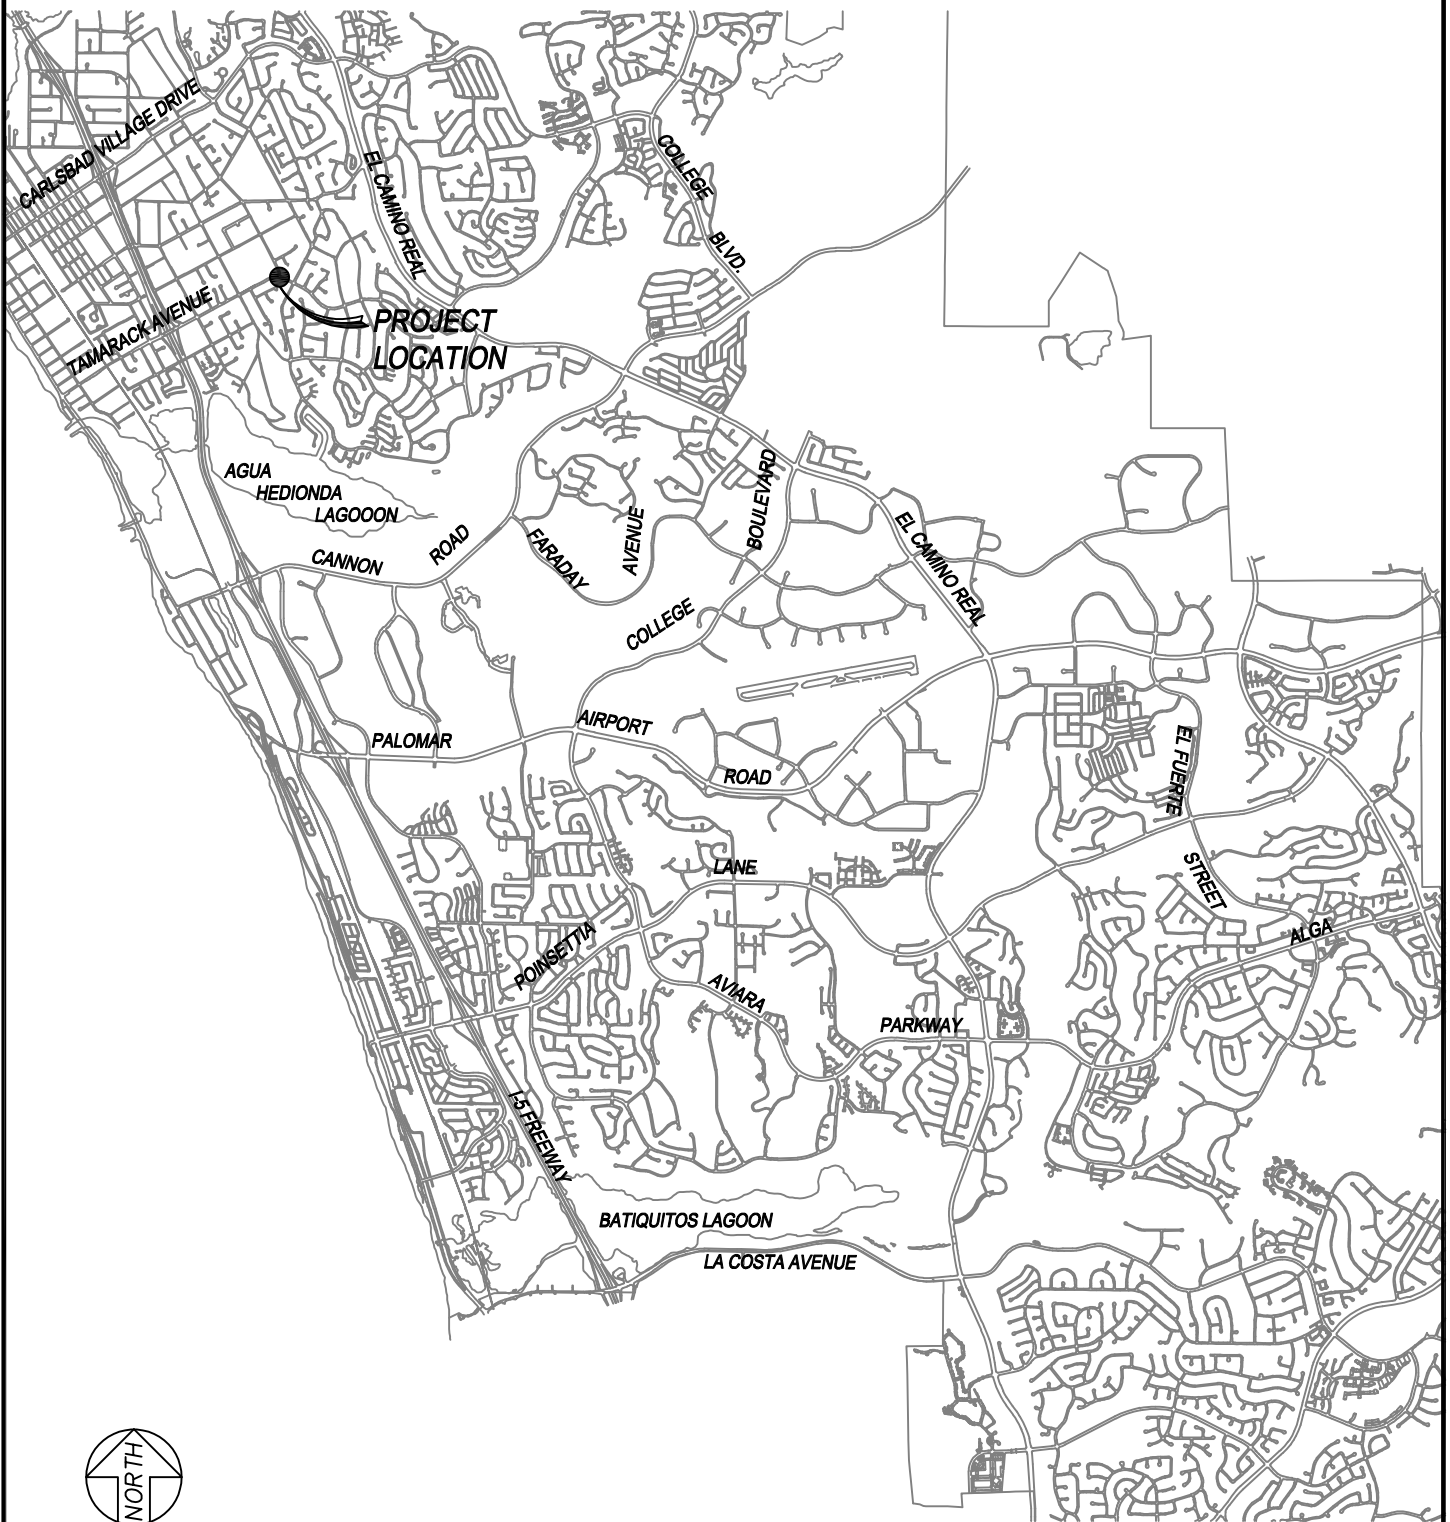 CARLSBAD VILLAGE DRIVE
EL CAMINO REAL
COLLEGE
BLVD.
TAMARACK AVENUE
PROJECT
LOCATION
AGUA
HEDIONDA
LAGOOON
CANNON
ROAD
FARADAY
AVENUE
BOULEVARD
EL CAMINO REAL
COLLEGE
PALOMAR
AIRPORT
ROAD
EL FUERTE
STREET
LANE
POINSETTIA
ALGA
AVIARA
PARKWAY
I-5 FREEWAY
BATIQUITOS LAGOON
LA COSTA AVENUE
NORTH